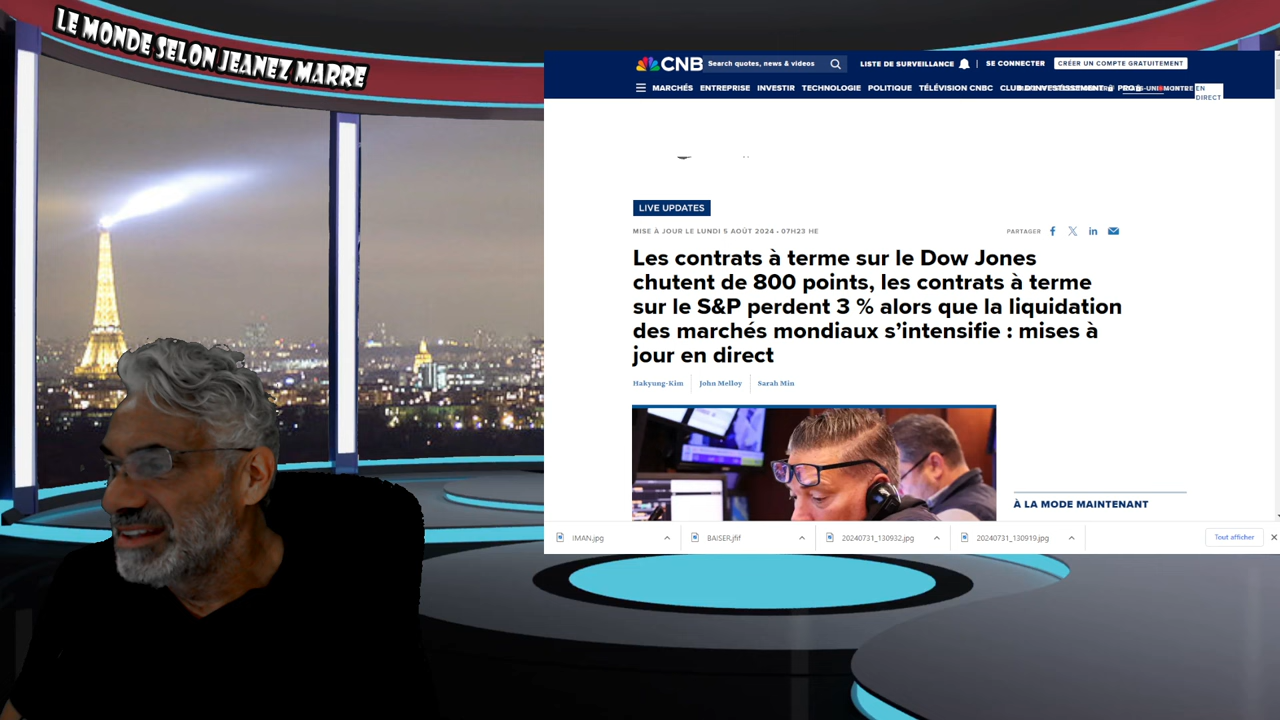 LE MONDE SELON JEANEZ MARRE
CNB
Search quotes, news & videos
LISTE DE SURVEILLANCE
SE CONNECTER
CRÉER UN COMPTE GRATUITEMENT
MARCHÉS ENTREPRISE INVESTIR TECHNOLOGIE POLITIQUE TÉLÉVISION CNBC
EN
DIRECT
LIVE UPDATES
MISE À JOUR LE LUNDI 5 AOÛT 2024 • 07H23 HE
PARTAGER
Les contrats à terme sur le Dow Jones
chutent de 800 points, les contrats à terme
sur le S&P perdent 3 % alors que la liquidation
des marchés mondiaux s’intensifie : mises à
jour en direct
Hakyung-Kim
John Melloy
Sarah Min
À LA MODE MAINTENANT
IMAN.jpg
BAISER.jfif
20240731_130932.jpg
20240731_130919.jpg
Tout afficher